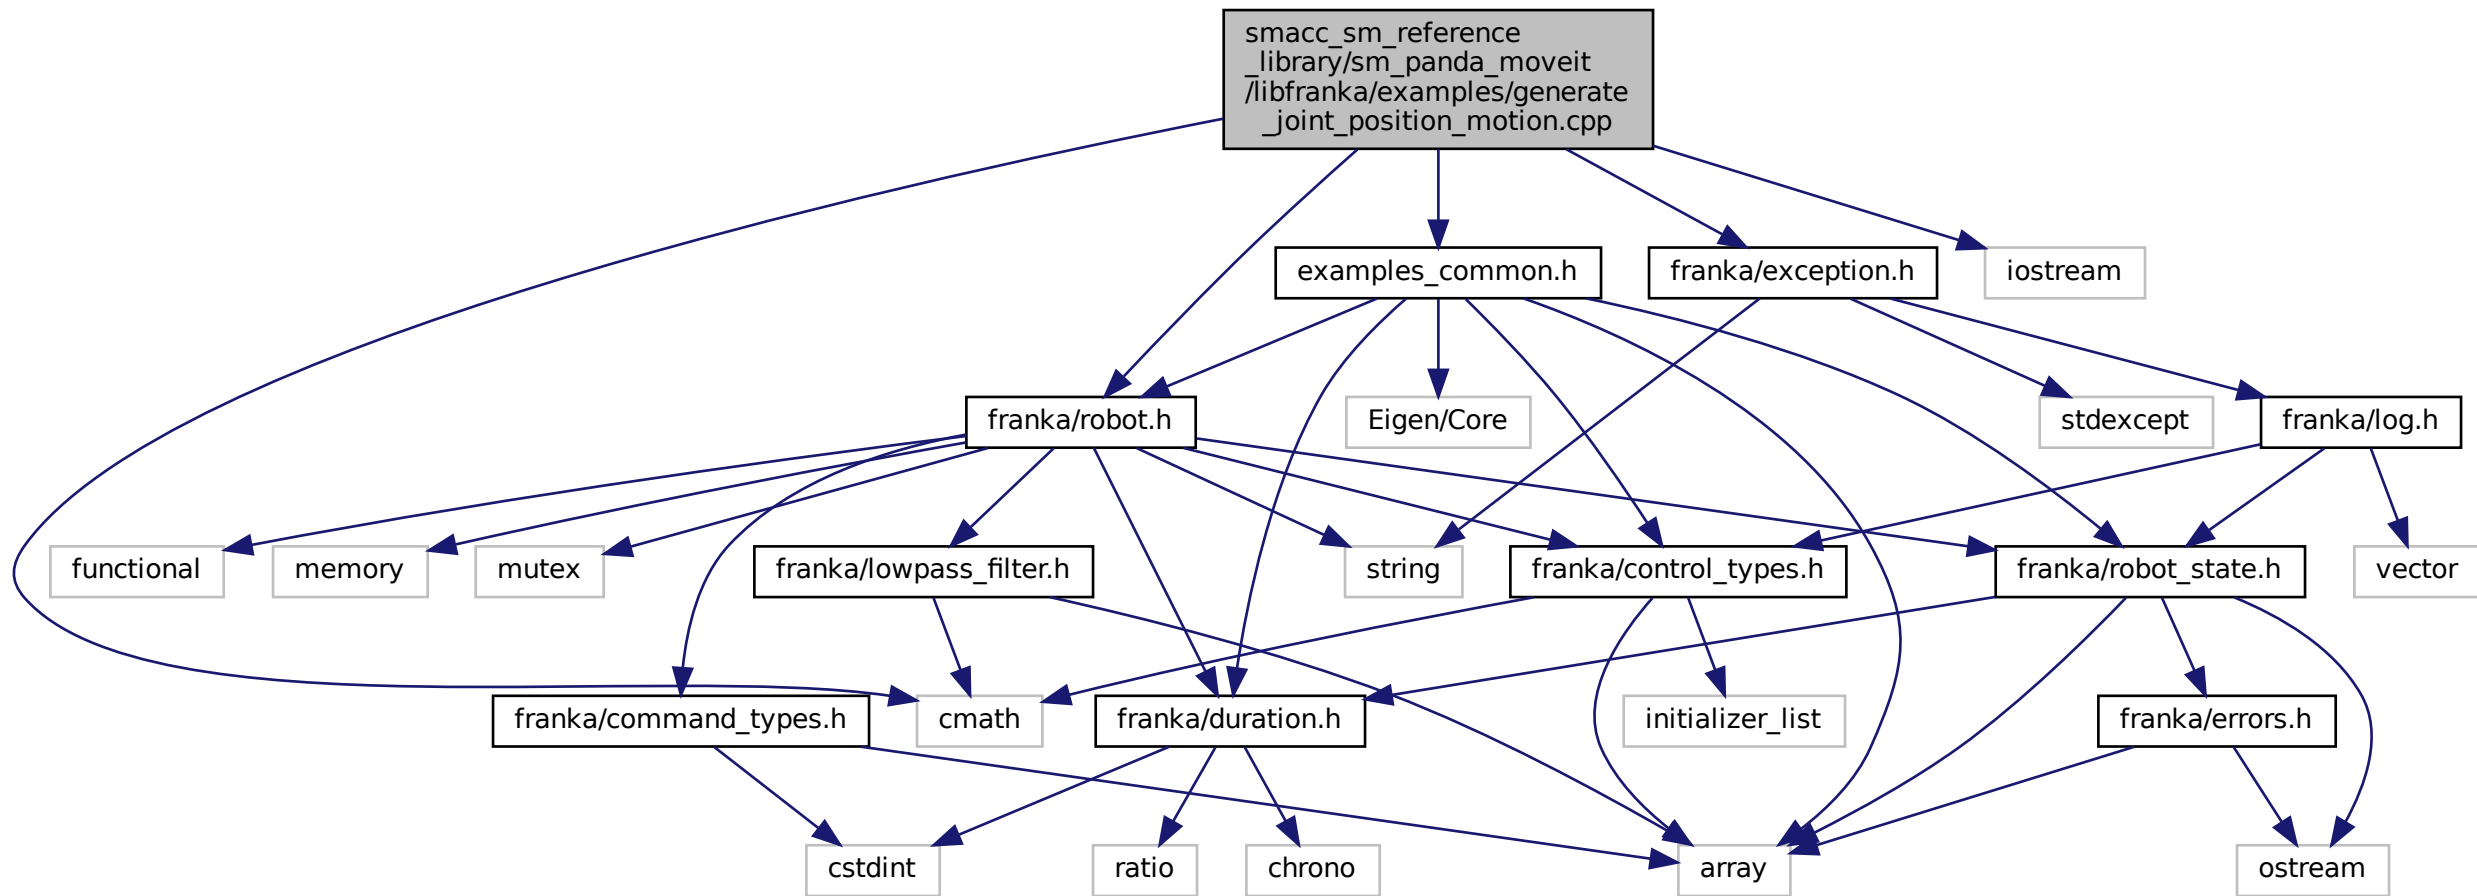 smacc_sm_reference
_library/sm_panda_moveit
/libfranka/examples/generate
_joint_position_motion.cpp
examples_common.h
franka/exception.h
iostream
franka/robot.h
Eigen/Core
stdexcept
franka/log.h
functional
memory
mutex
franka/lowpass_filter.h
string
franka/control_types.h
franka/robot_state.h
vector
franka/command_types.h
cmath
franka/duration.h
initializer_list
franka/errors.h
cstdint
ratio
chrono
array
ostream